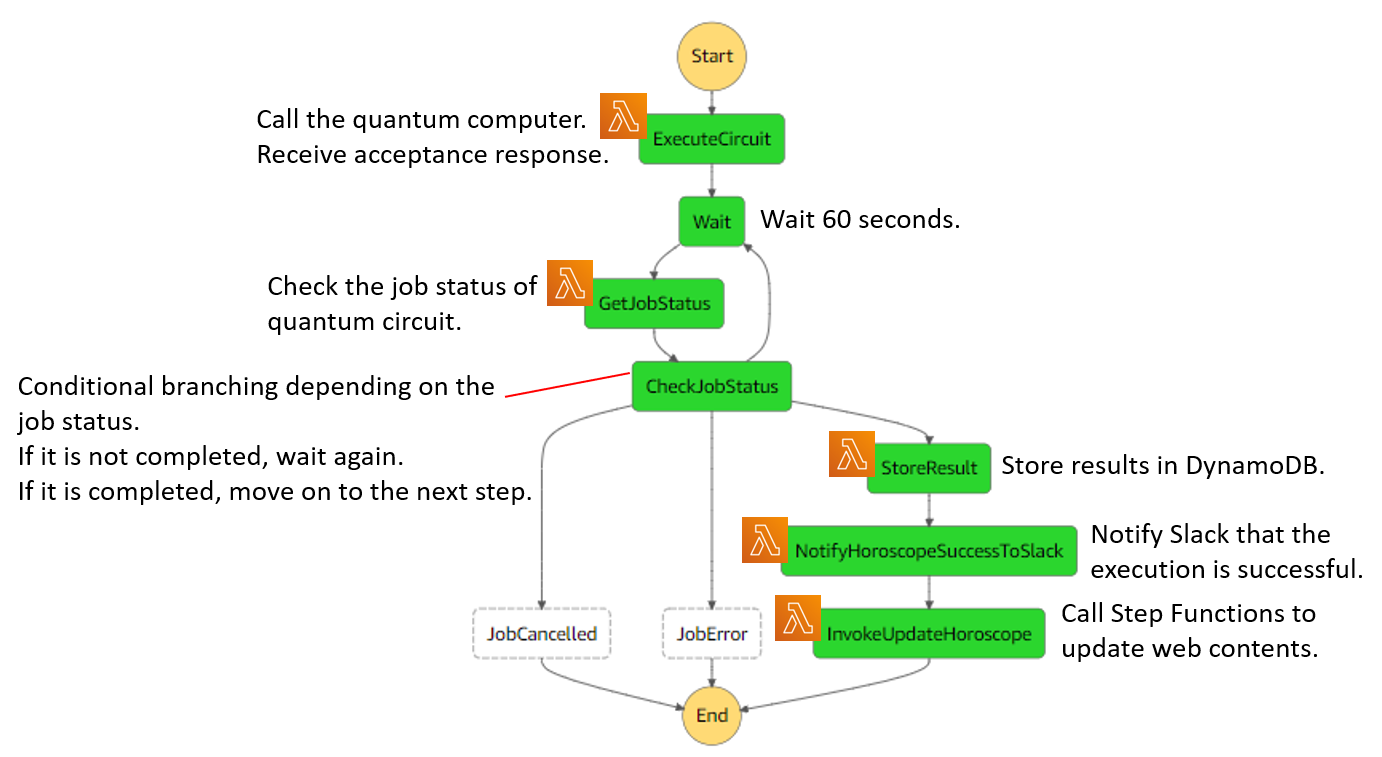 Start
Call the quantum computer.
Receive acceptance response.
ExecuteCircuit
Wait
Wait 60 seconds.
Check the job status of
quantum circuit.
GetJobStatus
Conditional branching depending on the
job status.
If it is not completed, wait again.
If it is completed, move on to the next step.
CheckJobStatus
StoreResult
Store results in DynamoDB.
NotifyHoroscopeSuccessToSlack
Notify Slack that the
execution is successful.
JobCancelled
JobError
InvokeUpdateHoroscope
Call Step Functions to
update web contents.
End